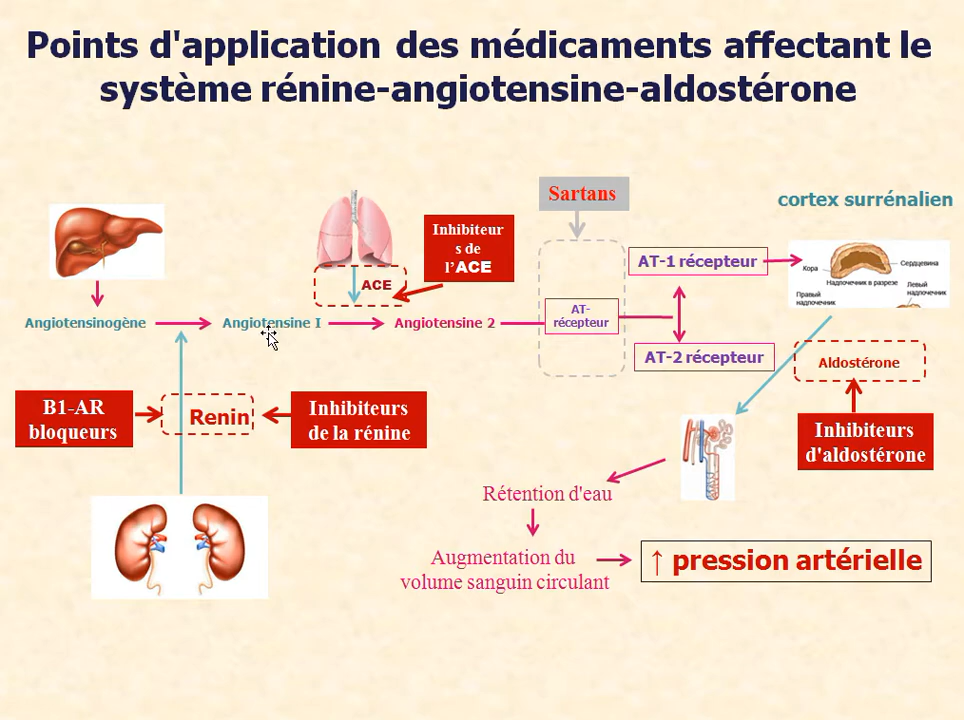 Points d'application des médicaments affectant le
système rénine-angiotensine-aldostérone
Sartans
cortex surrénalien
Inhibiteur
s de
l’ACE
ACE
AT-1 récepteur
Кора
Сердцевина
Надпочечник в разрезе
Правый
надпочечник
Левый
надпочечник
Angiotensinogène
Angiotensine I
Angiotensine 2
AT-
récepteur
AT-2 récepteur
Aldostérone
B1-AR
bloqueurs
Renin
Inhibiteurs
de la rénine
Inhibiteurs
d'aldostérone
Rétention d'eau
Augmentation du
volume sanguin circulant
↑ pression artérielle